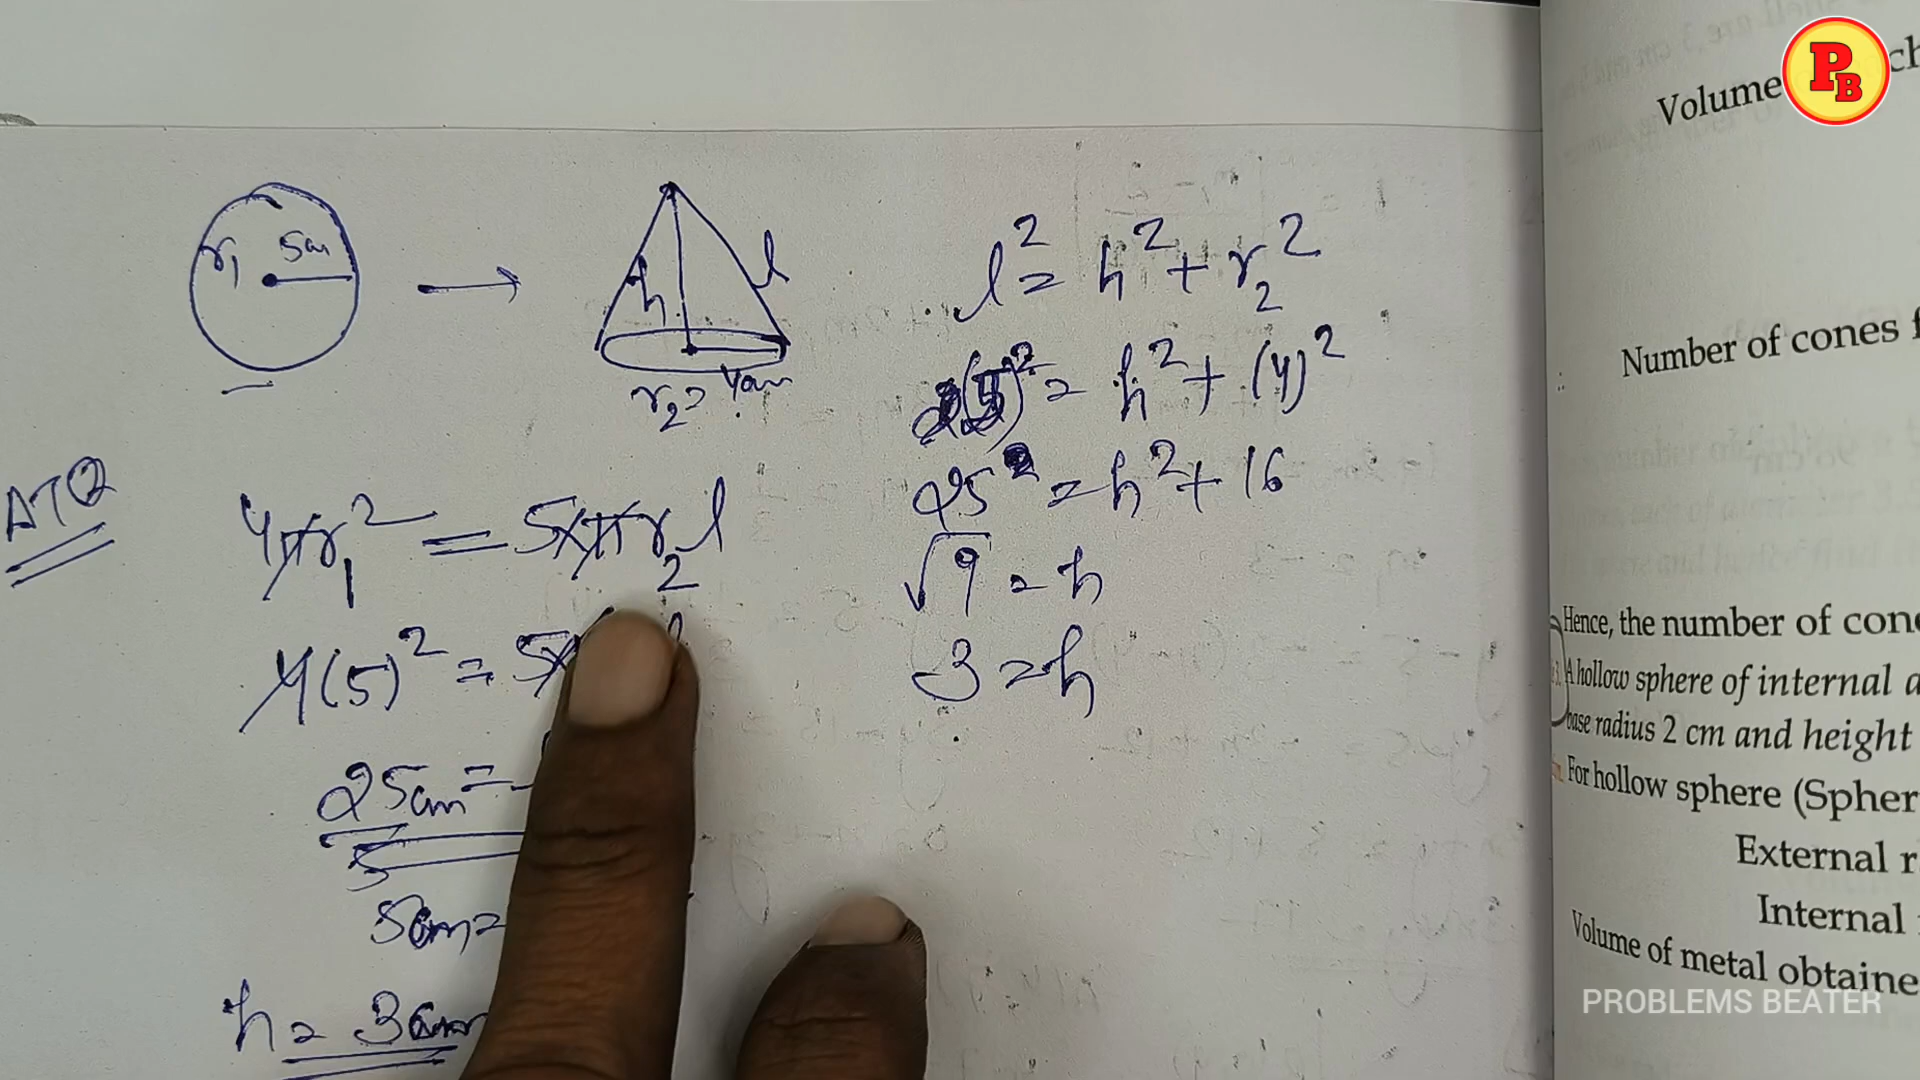 r₁ 5cm
h l
r₂ = 4cm
ATQ
4πr₁² = 5×πr₂l
4(5)² = 5×
25cm =
5
5cm =
h = 3cm
l² = h² + r₂²
(5)² = h² + (4)²
25 = h² + 16
√9 = h
3 = h
PB
Volume
Number of cones f
Hence, the number of con
A hollow sphere of internal a
base radius 2 cm and height
For hollow sphere (Spher
External r
Internal
Volume of metal obtaine
PROBLEMS BEATER